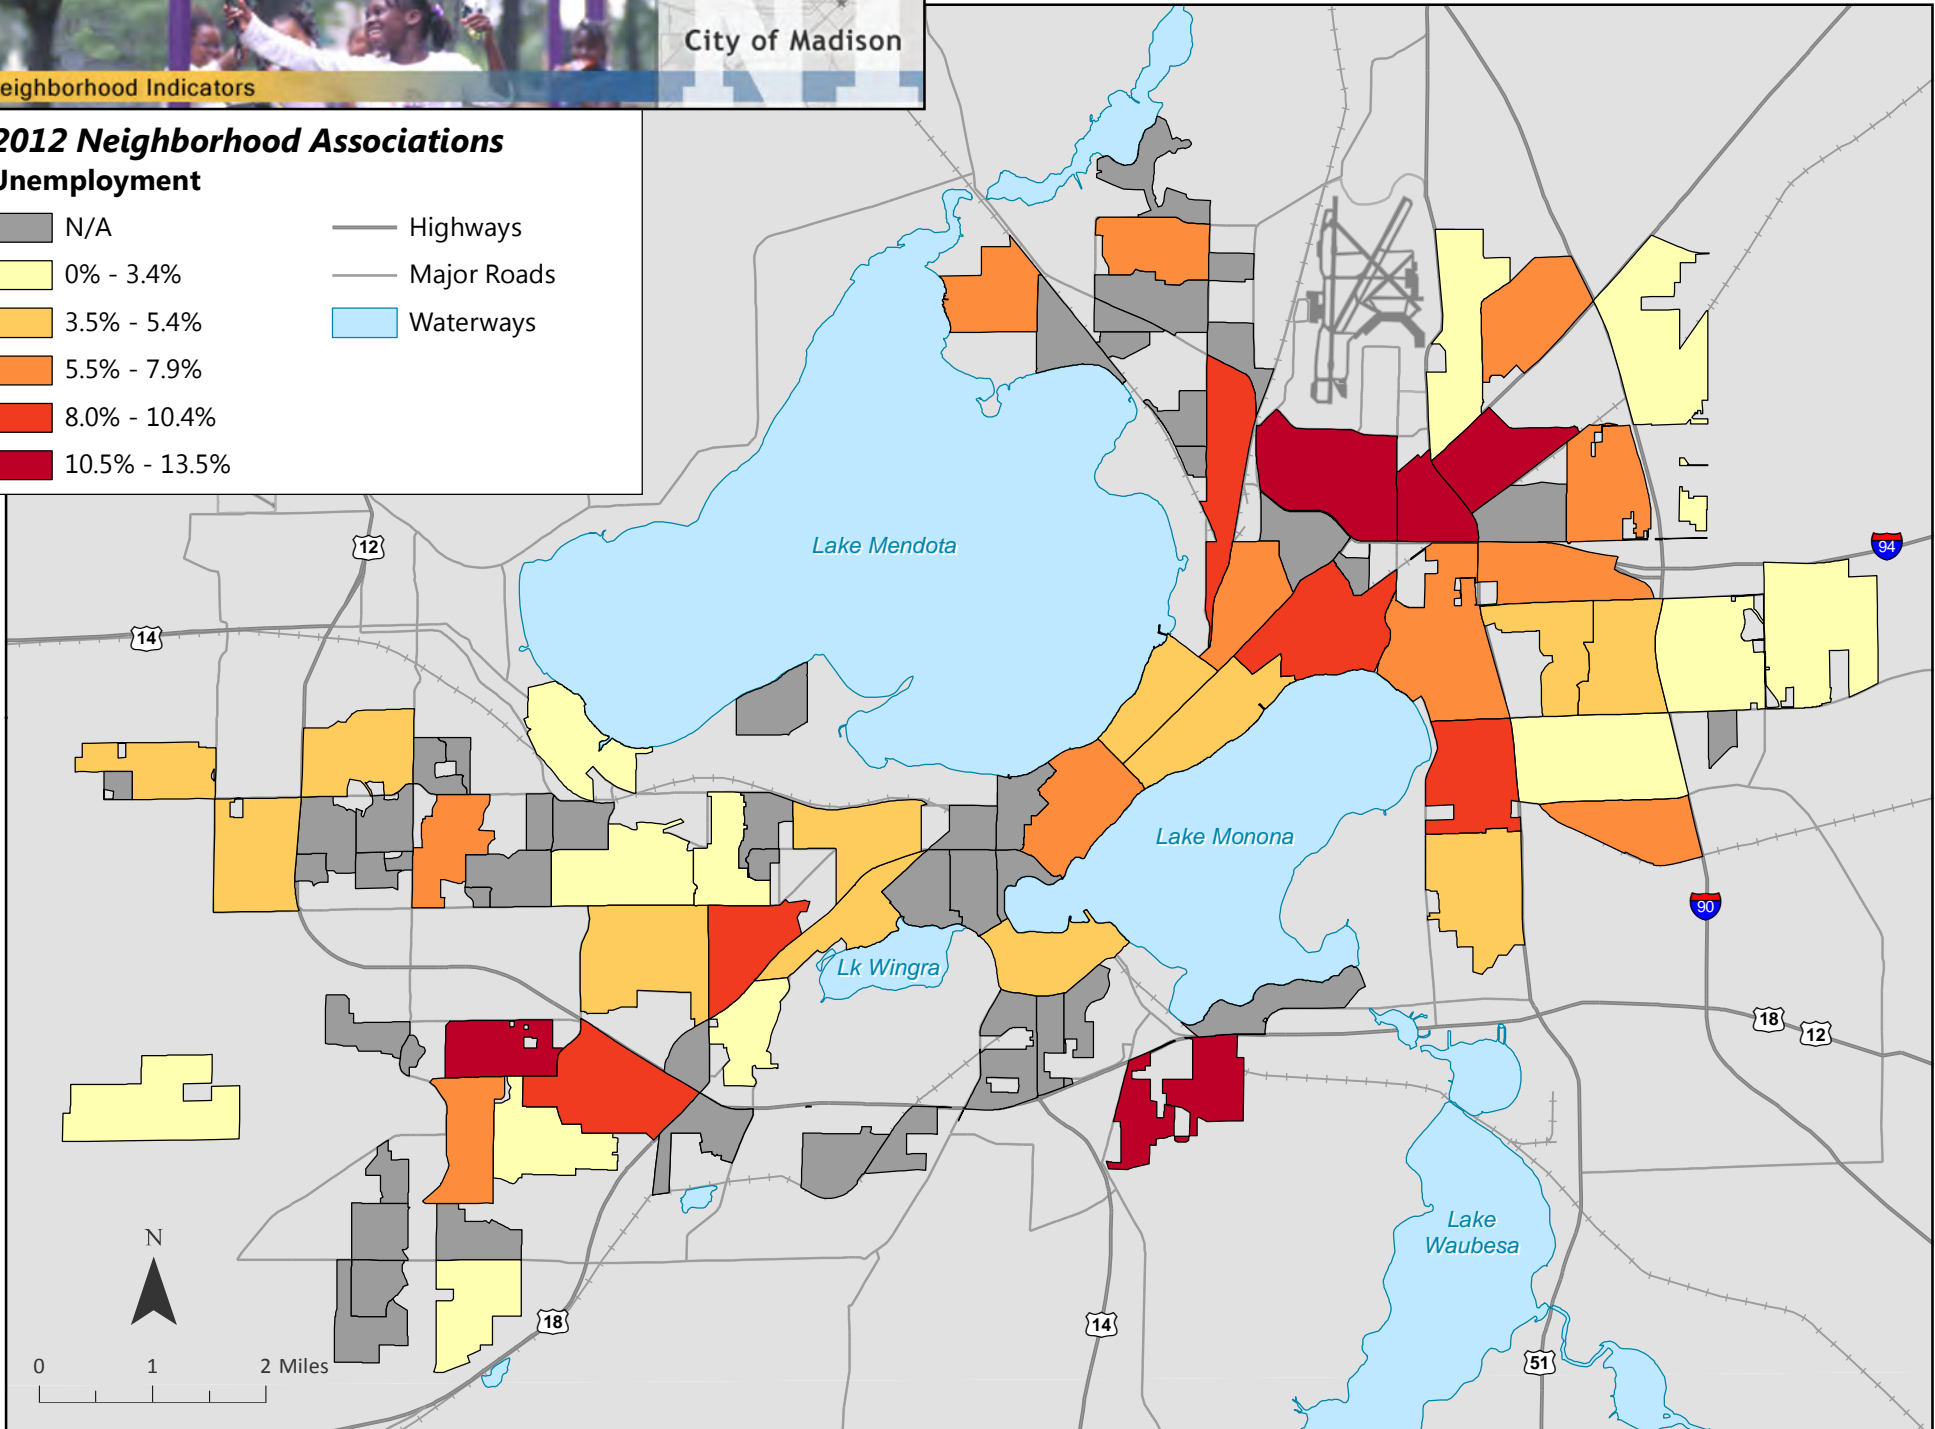 City of Madison
eighborhood Indicators
2012 Neighborhood Associations
Unemployment
N/A
0% - 3.4%
3.5% - 5.4%
5.5% - 7.9%
8.0% - 10.4%
10.5% - 13.5%
Highways
Major Roads
Waterways
12
14
94
Lake Mendota
Lake Monona
90
Lk Wingra
18
12
Lake
Waubesa
N
18
14
51
0 1 2 Miles